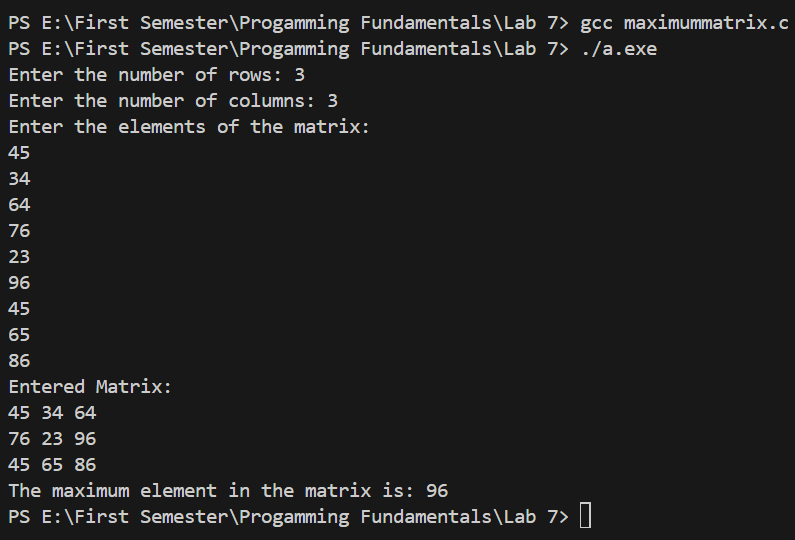 PS E:\First Semester\Progamming Fundamentals\Lab 7> gcc maximummatrix.c
PS E:\First Semester\Progamming Fundamentals\Lab 7> ./a.exe
Enter the number of rows: 3
Enter the number of columns: 3
Enter the elements of the matrix:
45
34
64
76
23
96
45
65
86
Entered Matrix:
45 34 64
76 23 96
45 65 86
The maximum element in the matrix is: 96
PS E:\First Semester\Progamming Fundamentals\Lab 7>